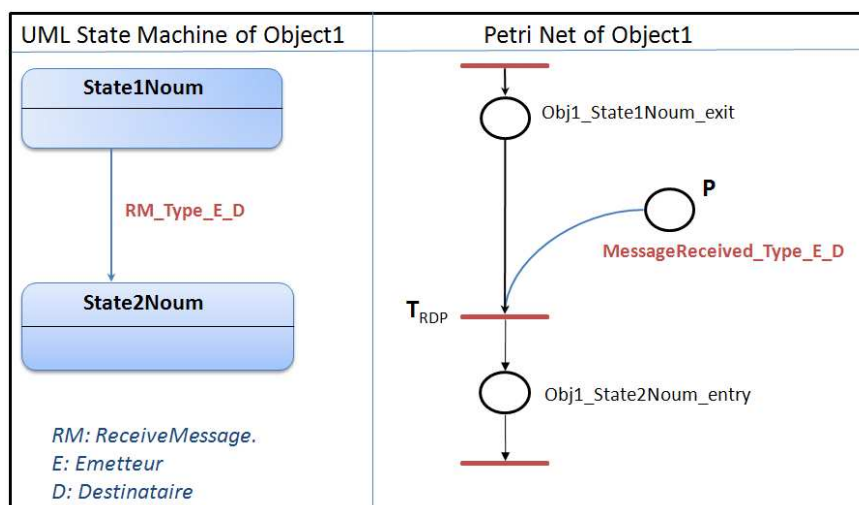 UML State Machine of Object1
State1Noum
RM_Type_E_D
State2Noum
RM: ReceiveMessage.
E: Emetteur
D: Destinataire
Petri Net of Object1
Obj1_State1Noum_exit
P
MessageReceived_Type_E_D
TRDP
Obj1_State2Noum_entry